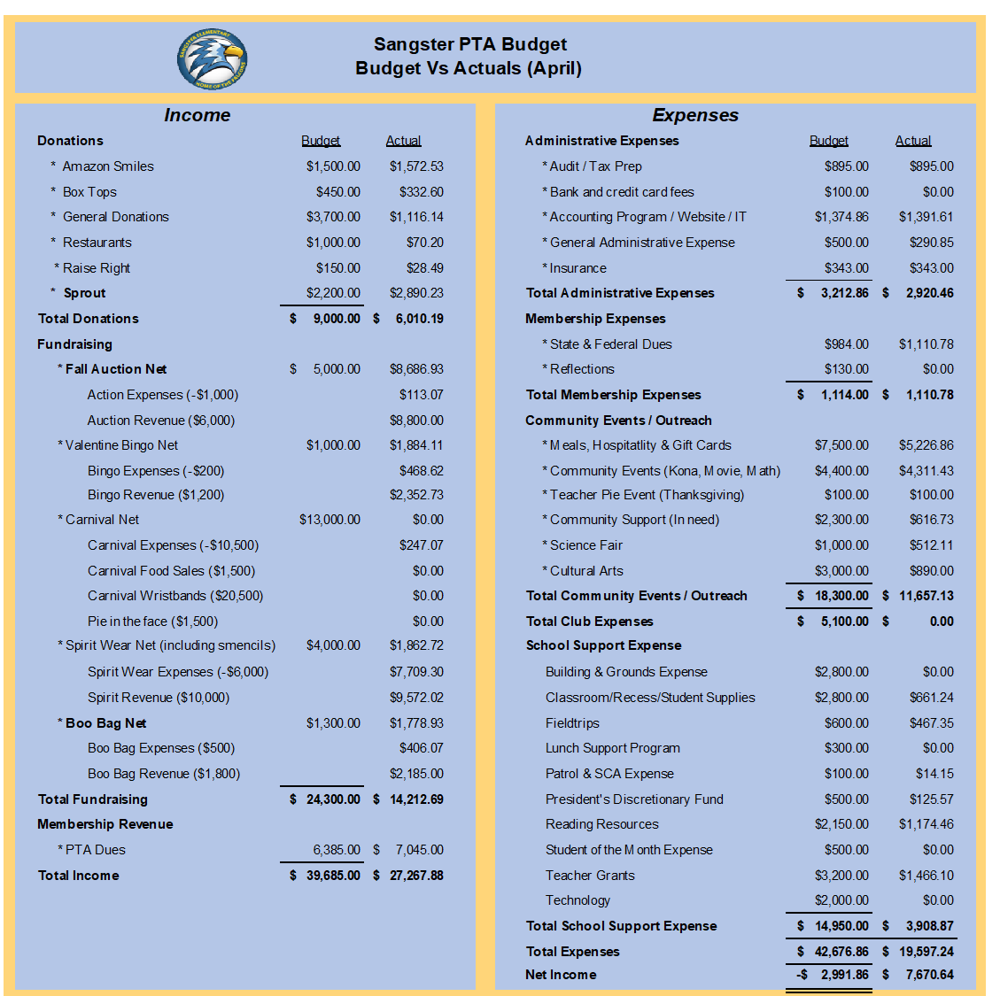 SANGSTER ELEMENTARY
HOME OF THE FALCONS
Sangster PTA Budget
Budget Vs Actuals (April)
Income
Donations Budget Actual
* Amazon Smiles $1,500.00 $1,572.53
* Box Tops $450.00 $332.60
* General Donations $3,700.00 $1,116.14
* Restaurants $1,000.00 $70.20
* Raise Right $150.00 $28.49
* Sprout $2,200.00 $2,890.23
Total Donations $ 9,000.00 $ 6,010.19
Fundraising
* Fall Auction Net $ 5,000.00 $8,686.93
Action Expenses (-$1,000) $113.07
Auction Revenue ($6,000) $8,800.00
* Valentine Bingo Net $1,000.00 $1,884.11
Bingo Expenses (-$200) $468.62
Bingo Revenue ($1,200) $2,352.73
* Carnival Net $13,000.00 $0.00
Carnival Expenses (-$10,500) $247.07
Carnival Food Sales ($1,500) $0.00
Carnival Wristbands ($20,500) $0.00
Pie in the face ($1,500) $0.00
* Spirit Wear Net (including smencils) $4,000.00 $1,862.72
Spirit Wear Expenses (-$6,000) $7,709.30
Spirit Revenue ($10,000) $9,572.02
* Boo Bag Net $1,300.00 $1,778.93
Boo Bag Expenses ($500) $406.07
Boo Bag Revenue ($1,800) $2,185.00
Total Fundraising $ 24,300.00 $ 14,212.69
Membership Revenue
* PTA Dues 6,385.00 $ 7,045.00
Total Income $ 39,685.00 $ 27,267.88
Expenses
Administrative Expenses Budget Actual
* Audit / Tax Prep $895.00 $895.00
* Bank and credit card fees $100.00 $0.00
* Accounting Program / Website / IT $1,374.86 $1,391.61
* General Administrative Expense $500.00 $290.85
* Insurance $343.00 $343.00
Total Administrative Expenses $ 3,212.86 $ 2,920.46
Membership Expenses
* State & Federal Dues $984.00 $1,110.78
* Reflections $130.00 $0.00
Total Membership Expenses $ 1,114.00 $ 1,110.78
Community Events / Outreach
* Meals, Hospitatlity & Gift Cards $7,500.00 $5,226.86
* Community Events (Kona, Movie, Math) $4,400.00 $4,311.43
* Teacher Pie Event (Thanksgiving) $100.00 $100.00
* Community Support (In need) $2,300.00 $616.73
* Science Fair $1,000.00 $512.11
* Cultural Arts $3,000.00 $890.00
Total Community Events / Outreach $ 18,300.00 $ 11,657.13
Total Club Expenses $ 5,100.00 $ 0.00
School Support Expense
Building & Grounds Expense $2,800.00 $0.00
Classroom/Recess/Student Supplies $2,800.00 $661.24
Fieldtrips $600.00 $467.35
Lunch Support Program $300.00 $0.00
Patrol & SCA Expense $100.00 $14.15
President's Discretionary Fund $500.00 $125.57
Reading Resources $2,150.00 $1,174.46
Student of the Month Expense $500.00 $0.00
Teacher Grants $3,200.00 $1,466.10
Technology $2,000.00 $0.00
Total School Support Expense $ 14,950.00 $ 3,908.87
Total Expenses $ 42,676.86 $ 19,597.24
Net Income -$ 2,991.86 $ 7,670.64